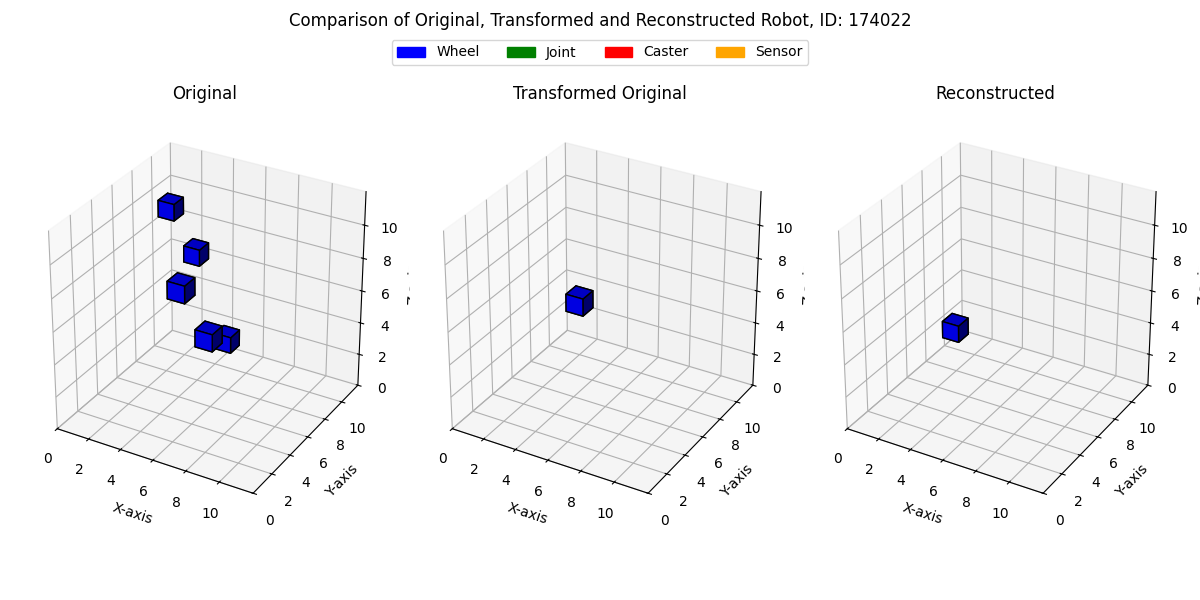 Comparison of Original, Transformed and Reconstructed Robot, ID: 174022
Wheel Joint Caster Sensor
Original
Transformed Original
Reconstructed
0 2 4 6 8 10
X-axis
0 2 4 6 8 10
Y-axis
0 2 4 6 8 10
0 2 4 6 8 10
X-axis
0 2 4 6 8 10
Y-axis
0 2 4 6 8 10
0 2 4 6 8 10
X-axis
0 2 4 6 8 10
Y-axis
0 2 4 6 8 10